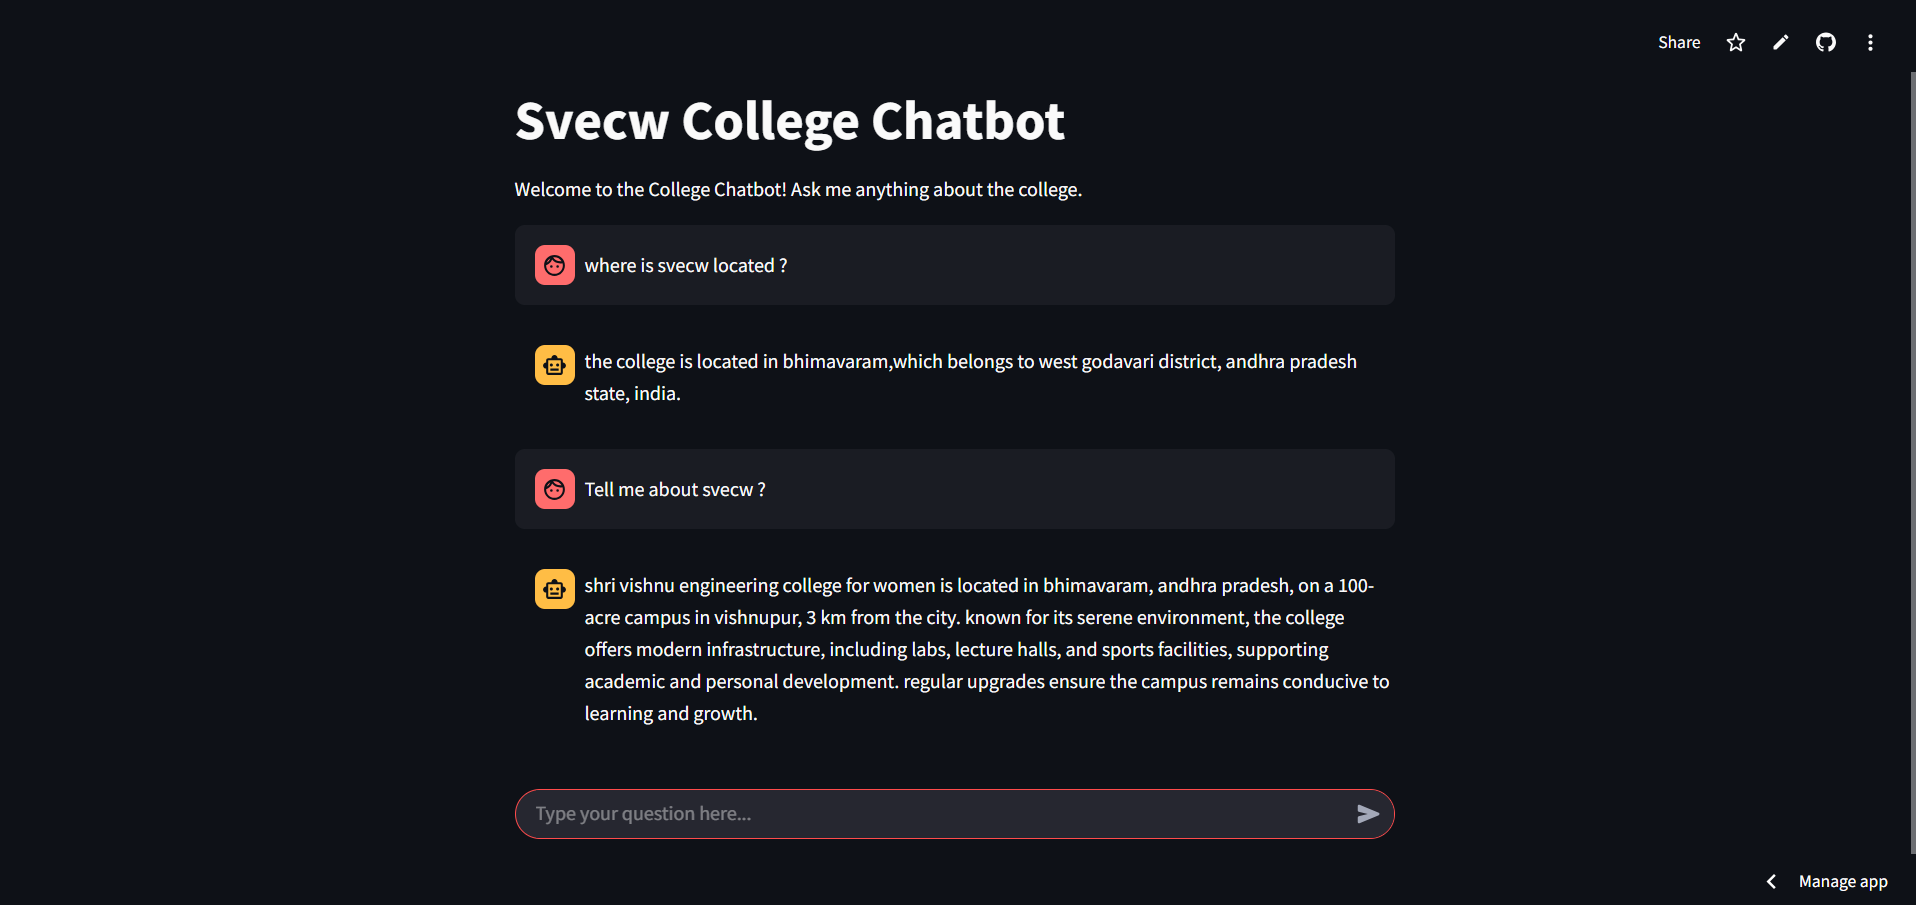 Share
Svecw College Chatbot
Welcome to the College Chatbot! Ask me anything about the college.
where is svecw located ?
the college is located in bhimavaram,which belongs to west godavari district, andhra pradesh
state, india.
Tell me about svecw ?
shri vishnu engineering college for women is located in bhimavaram, andhra pradesh, on a 100-
acre campus in vishnupur, 3 km from the city. known for its serene environment, the college
offers modern infrastructure, including labs, lecture halls, and sports facilities, supporting
academic and personal development. regular upgrades ensure the campus remains conducive to
learning and growth.
Type your question here...
Manage app